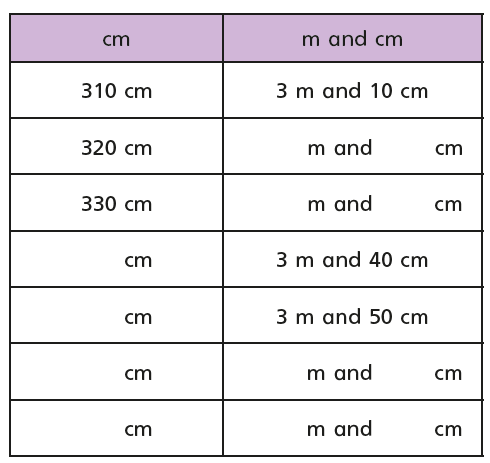 cm m and cm
310 cm 3 m and 10 cm
320 cm m and cm
330 cm m and cm
cm 3 m and 40 cm
cm 3 m and 50 cm
cm m and cm
cm m and cm